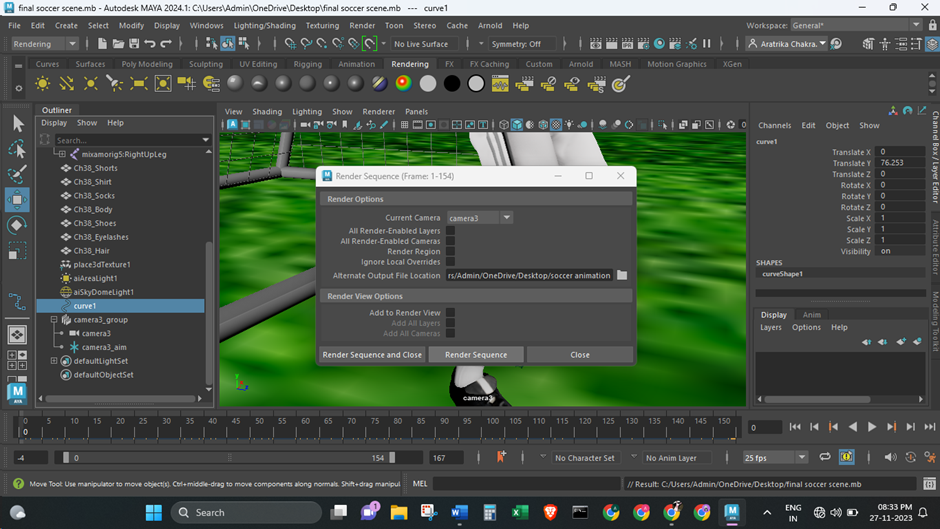 final soccer scene.mb - Autodesk MAYA 2024.1: C:\Users\Admin\OneDrive\Desktop\final soccer scene.mb --- curve1
File Edit Create Select Modify Display Windows Lighting/Shading Texturing Render Toon Stereo Cache Arnold Help
Workspace: General*
Rendering
No Live Surface
Symmetry: Off
Aratrika Chakra...
Curves Surfaces Poly Modeling Sculpting UV Editing Rigging Animation Rendering FX FX Caching Custom Arnold MASH Motion Graphics XGen
Outliner
Display Show Help
Search...
mixamorig5:RightUpLeg
Ch38_Shorts
Ch38_Shirt
Ch38_Socks
Ch38_Body
Ch38_Shoes
Ch38_Eyelashes
Ch38_Hair
place3dTexture1
aiAreaLight1
aiSkyDomeLight1
curve1
camera3_group
camera3
camera3_aim
defaultLightSet
defaultObjectSet
View Shading Lighting Show Renderer Panels
Render Sequence (Frame: 1-154)
Render Options
Current Camera camera3
All Render-Enabled Layers
All Render-Enabled Cameras
Render Region
Ignore Local Overrides
Alternate Output File Location rs/Admin/OneDrive/Desktop/soccer animation
Render View Options
Add to Render View
Add All Layers
Add All Cameras
Render Sequence and Close Render Sequence Close
camera3
Channels Edit Object Show
curve1
Translate X 0
Translate Y 76.253
Translate Z 0
Rotate X 0
Rotate Y 0
Rotate Z 0
Scale X 1
Scale Y 1
Scale Z 1
Visibility on
SHAPES
curveShape1
Display Anim
Layers Options Help
Channel Box / Layer Editor
Attribute Editor
Modeling Toolkit
0 5 10 15 20 25 30 35 40 45 50 55 60 65 70 75 80 85 90 95 100 105 110 115 120 125 130 135 140 145 150
0
0
-4 0 154 167
No Character Set
No Anim Layer
25 fps
Move Tool: Use manipulator to move object(s). Ctrl+middle-drag to move components along normals. Shift+drag manipul
MEL
// Result: C:/Users/Admin/OneDrive/Desktop/final soccer scene.mb
Search
1
MAYA
ENG
IN
08:33 PM
27-11-2023